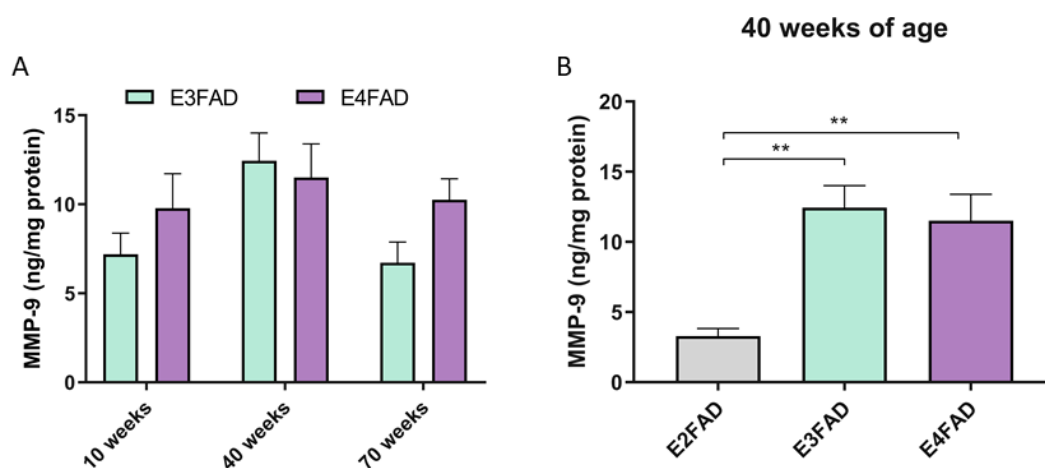 40 weeks of age
A
E3FAD
E4FAD
MMP-9 (ng/mg protein)
15
10
5
0
10 weeks
40 weeks
70 weeks
B
MMP-9 (ng/mg protein)
20
15
10
5
0
**
**
E2FAD
E3FAD
E4FAD